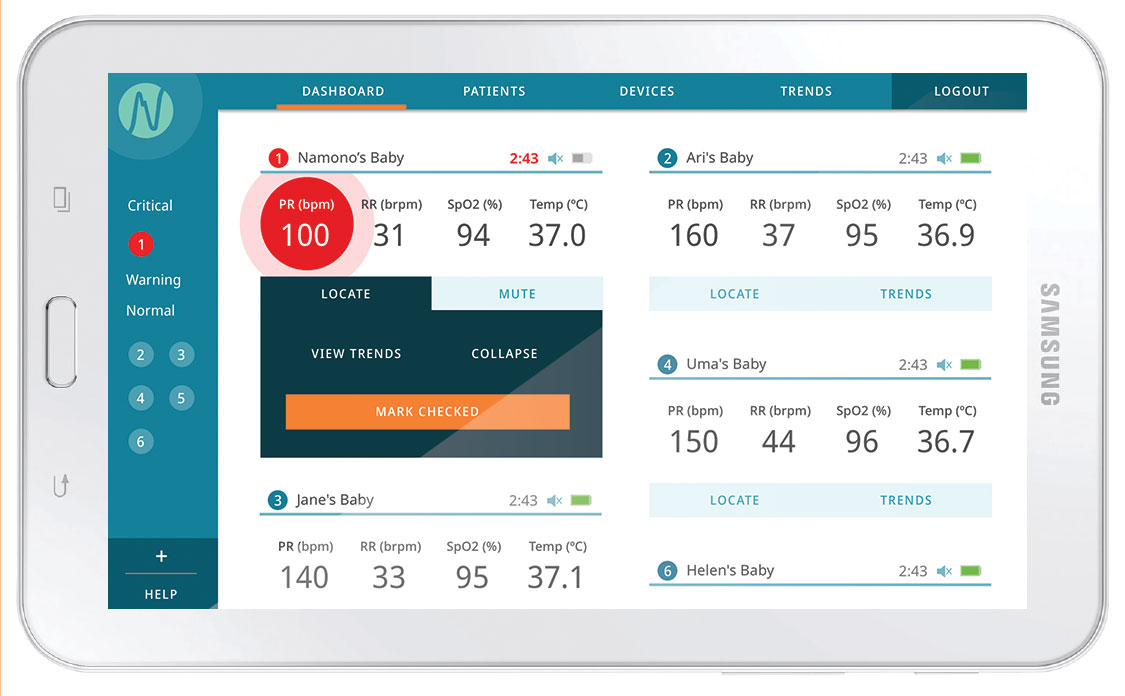 DASHBOARD PATIENTS DEVICES TRENDS LOGOUT
Critical
1
Warning
Normal
2 3
4 5
6
+
HELP
1 Namono’s Baby 2:43
PR (bpm) RR (brpm) SpO2 (%) Temp (ºC)
100 31 94 37.0
LOCATE MUTE
VIEW TRENDS COLLAPSE
MARK CHECKED
3 Jane's Baby 2:43
PR (bpm) RR (brpm) SpO2 (%) Temp (ºC)
140 33 95 37.1
2 Ari's Baby 2:43
PR (bpm) RR (brpm) SpO2 (%) Temp (ºC)
160 37 95 36.9
LOCATE TRENDS
4 Uma's Baby 2:43
PR (bpm) RR (brpm) SpO2 (%) Temp (ºC)
150 44 96 36.7
LOCATE TRENDS
6 Helen's Baby 2:43
SAMSUNG